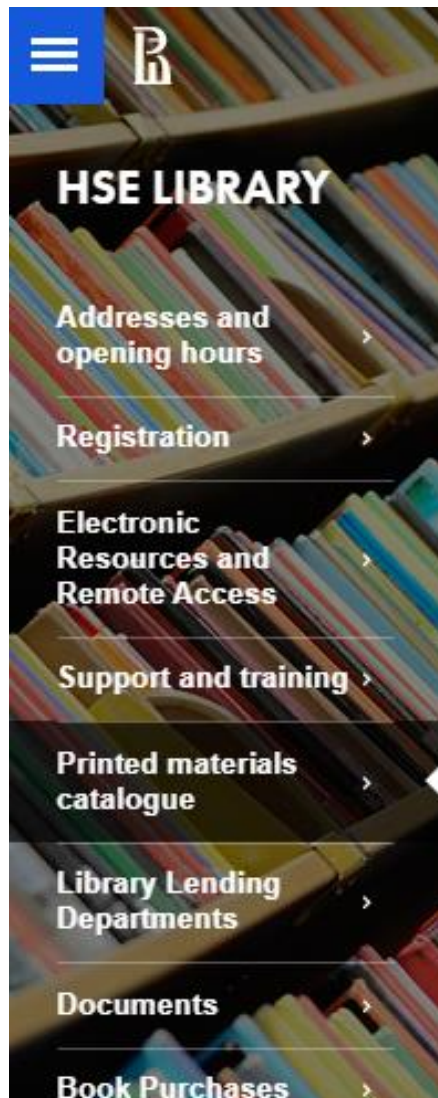 HSE LIBRARY
Addresses and
opening hours
Registration
Electronic
Resources and
Remote Access
Support and training
Printed materials
catalogue
Library Lending
Departments
Documents
Book Purchases